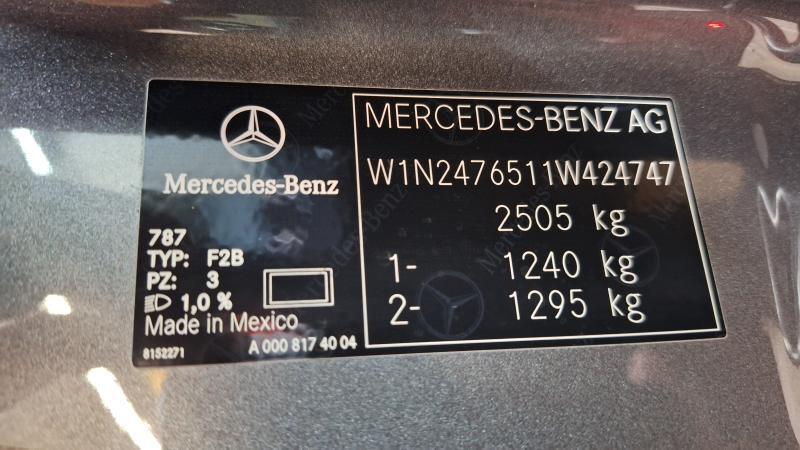 Mercedes-Benz
787
TYP: F2B
PZ: 3
1,0 %
Made in Mexico
8152271
A 000 817 40 04
MERCEDES-BENZ AG
W1N2476511W424747
2505 kg
1- 1240 kg
2- 1295 kg